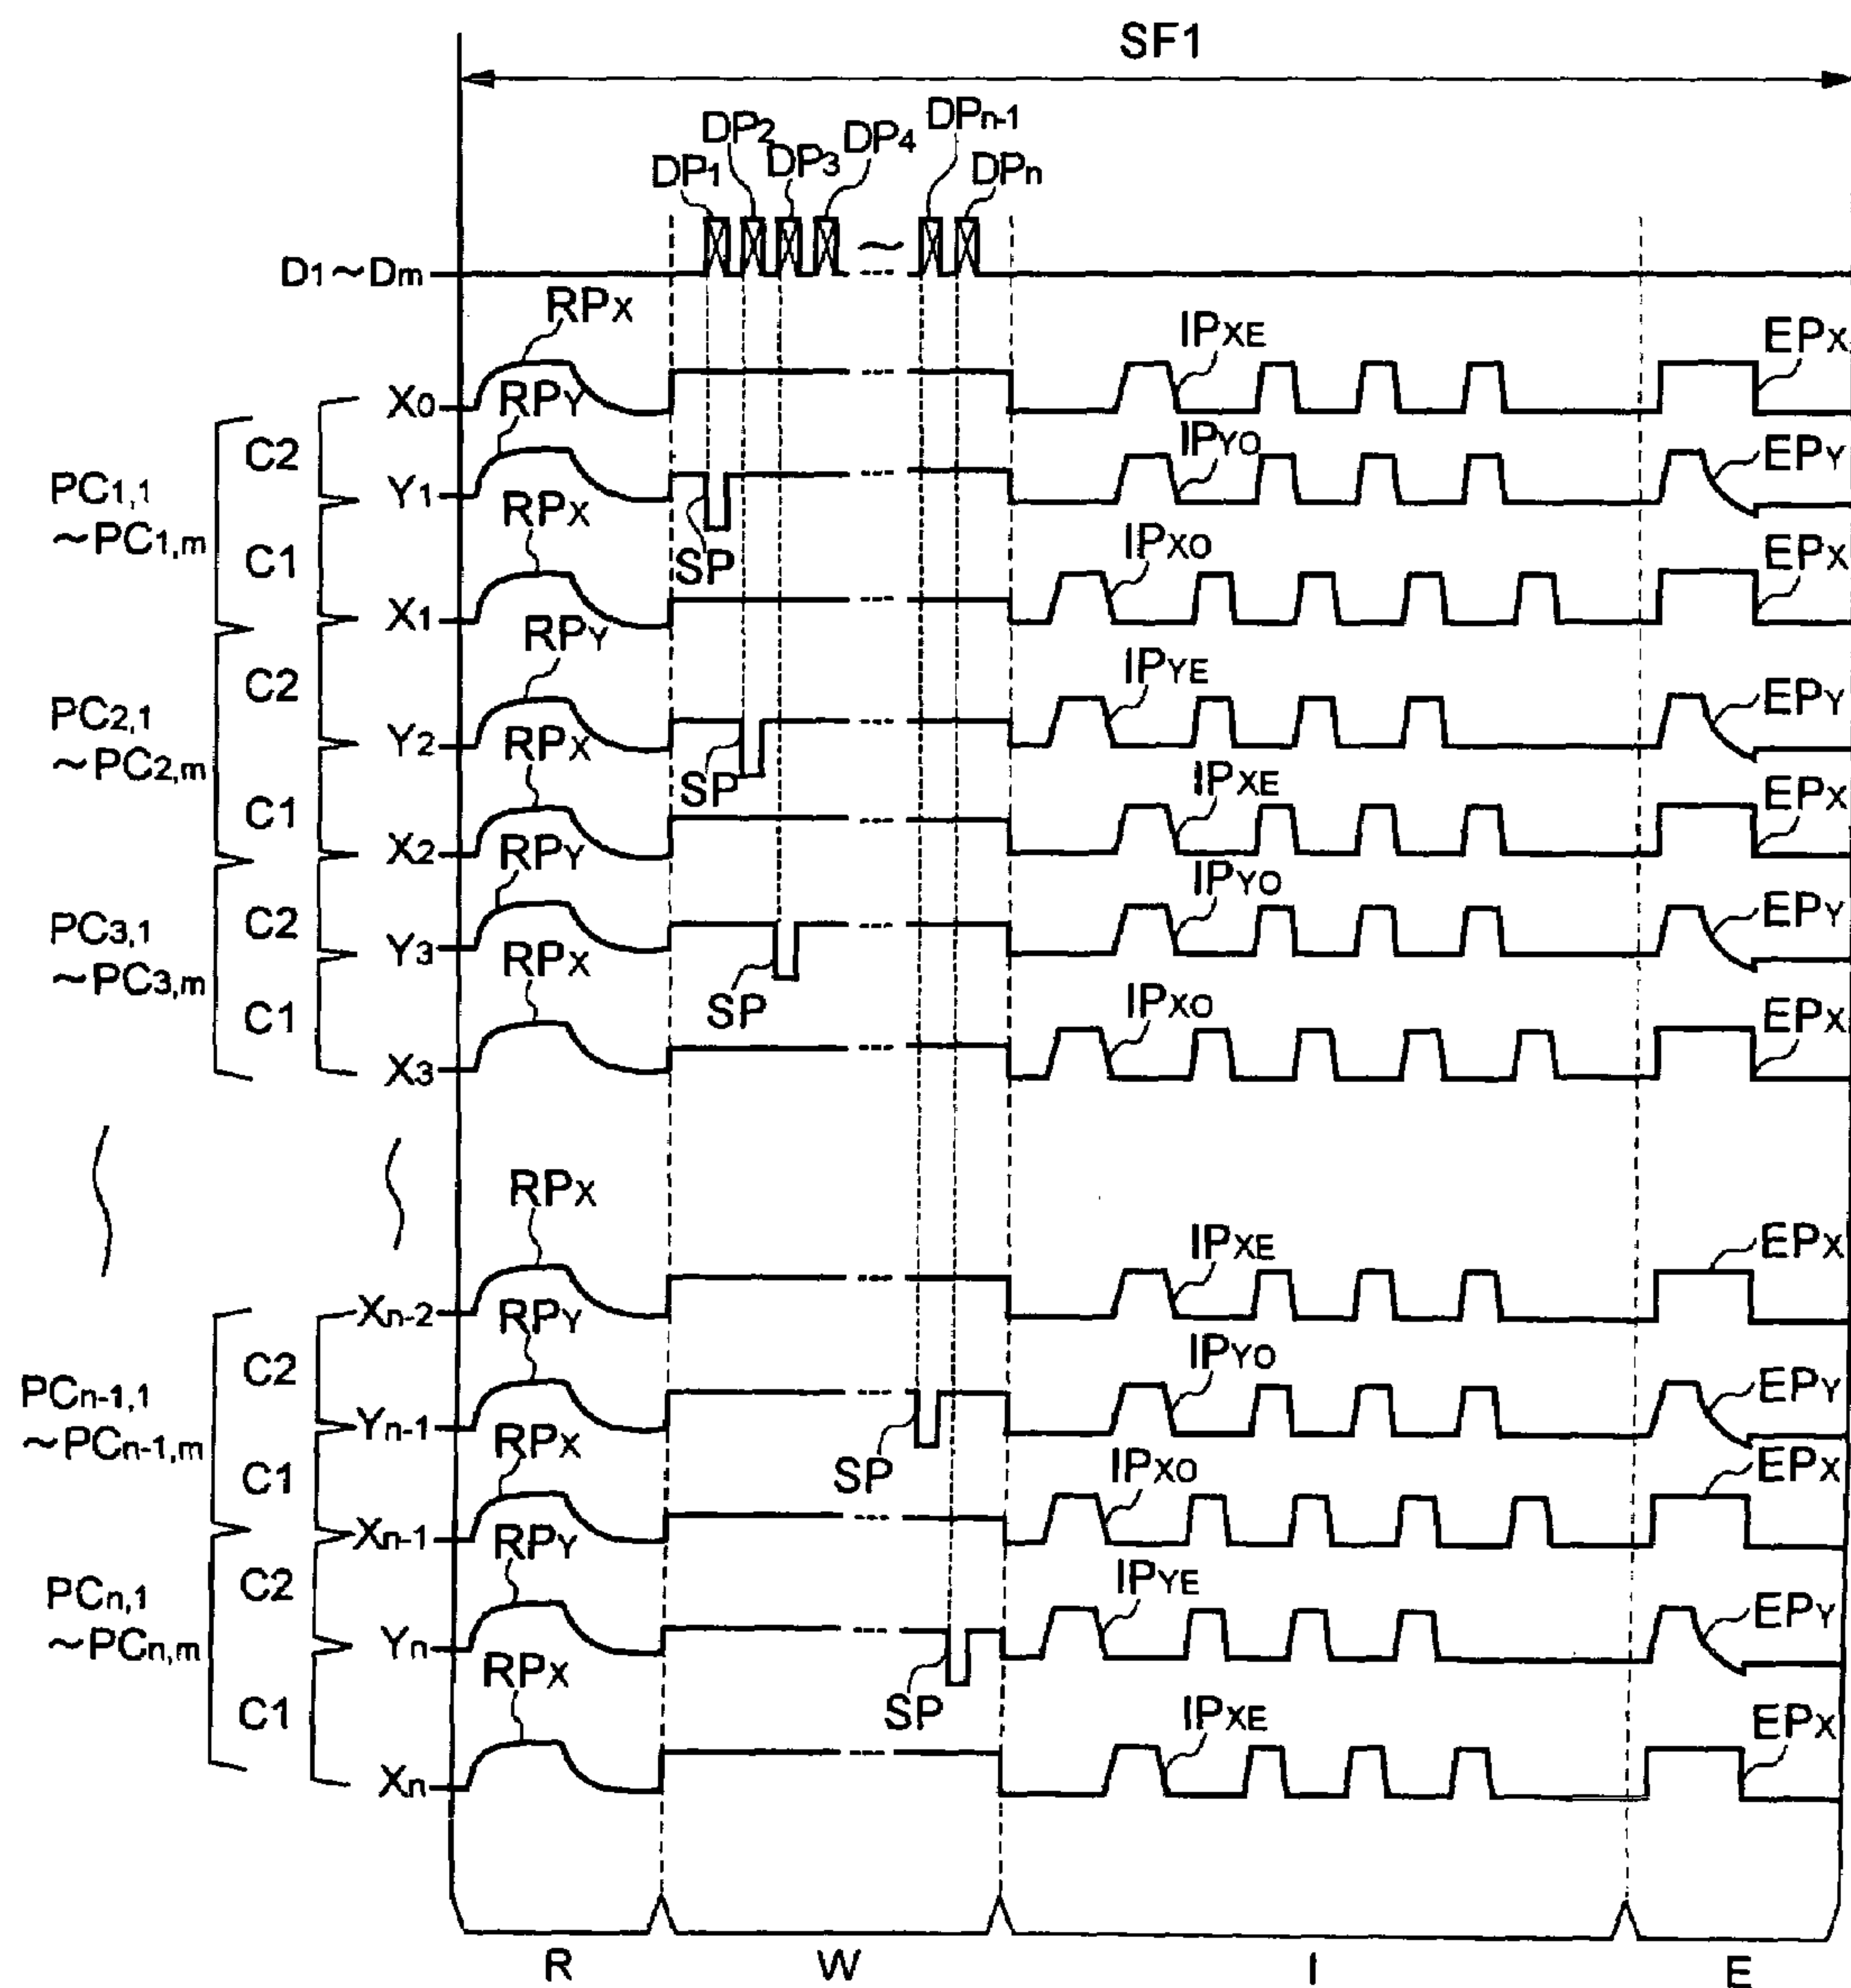 SF1
DP1 DP2 DP3 DP4 DPn-1 DPn
D1~Dm
RPX
X0 IPXE EPX
RPY
C2
PC1,1 ~PC1,m
Y1 SP IPYO EPY
RPX
C1
X1 IPXO EPX
RPY
C2
PC2,1 ~PC2,m
Y2 SP IPYE EPY
RPX
C1
X2 IPXE EPX
RPY
C2
PC3,1 ~PC3,m
Y3 SP IPYO EPY
RPX
C1
X3 IPXO EPX
RPX
Xn-2 IPXE EPX
RPY
C2
PCn-1,1 ~PCn-1,m
Yn-1 SP IPYO EPY
RPX
C1
Xn-1 IPXO EPX
RPY
C2
PCn,1 ~PCn,m
Yn SP IPYE EPY
RPX
C1
Xn IPXE EPX
R W I E